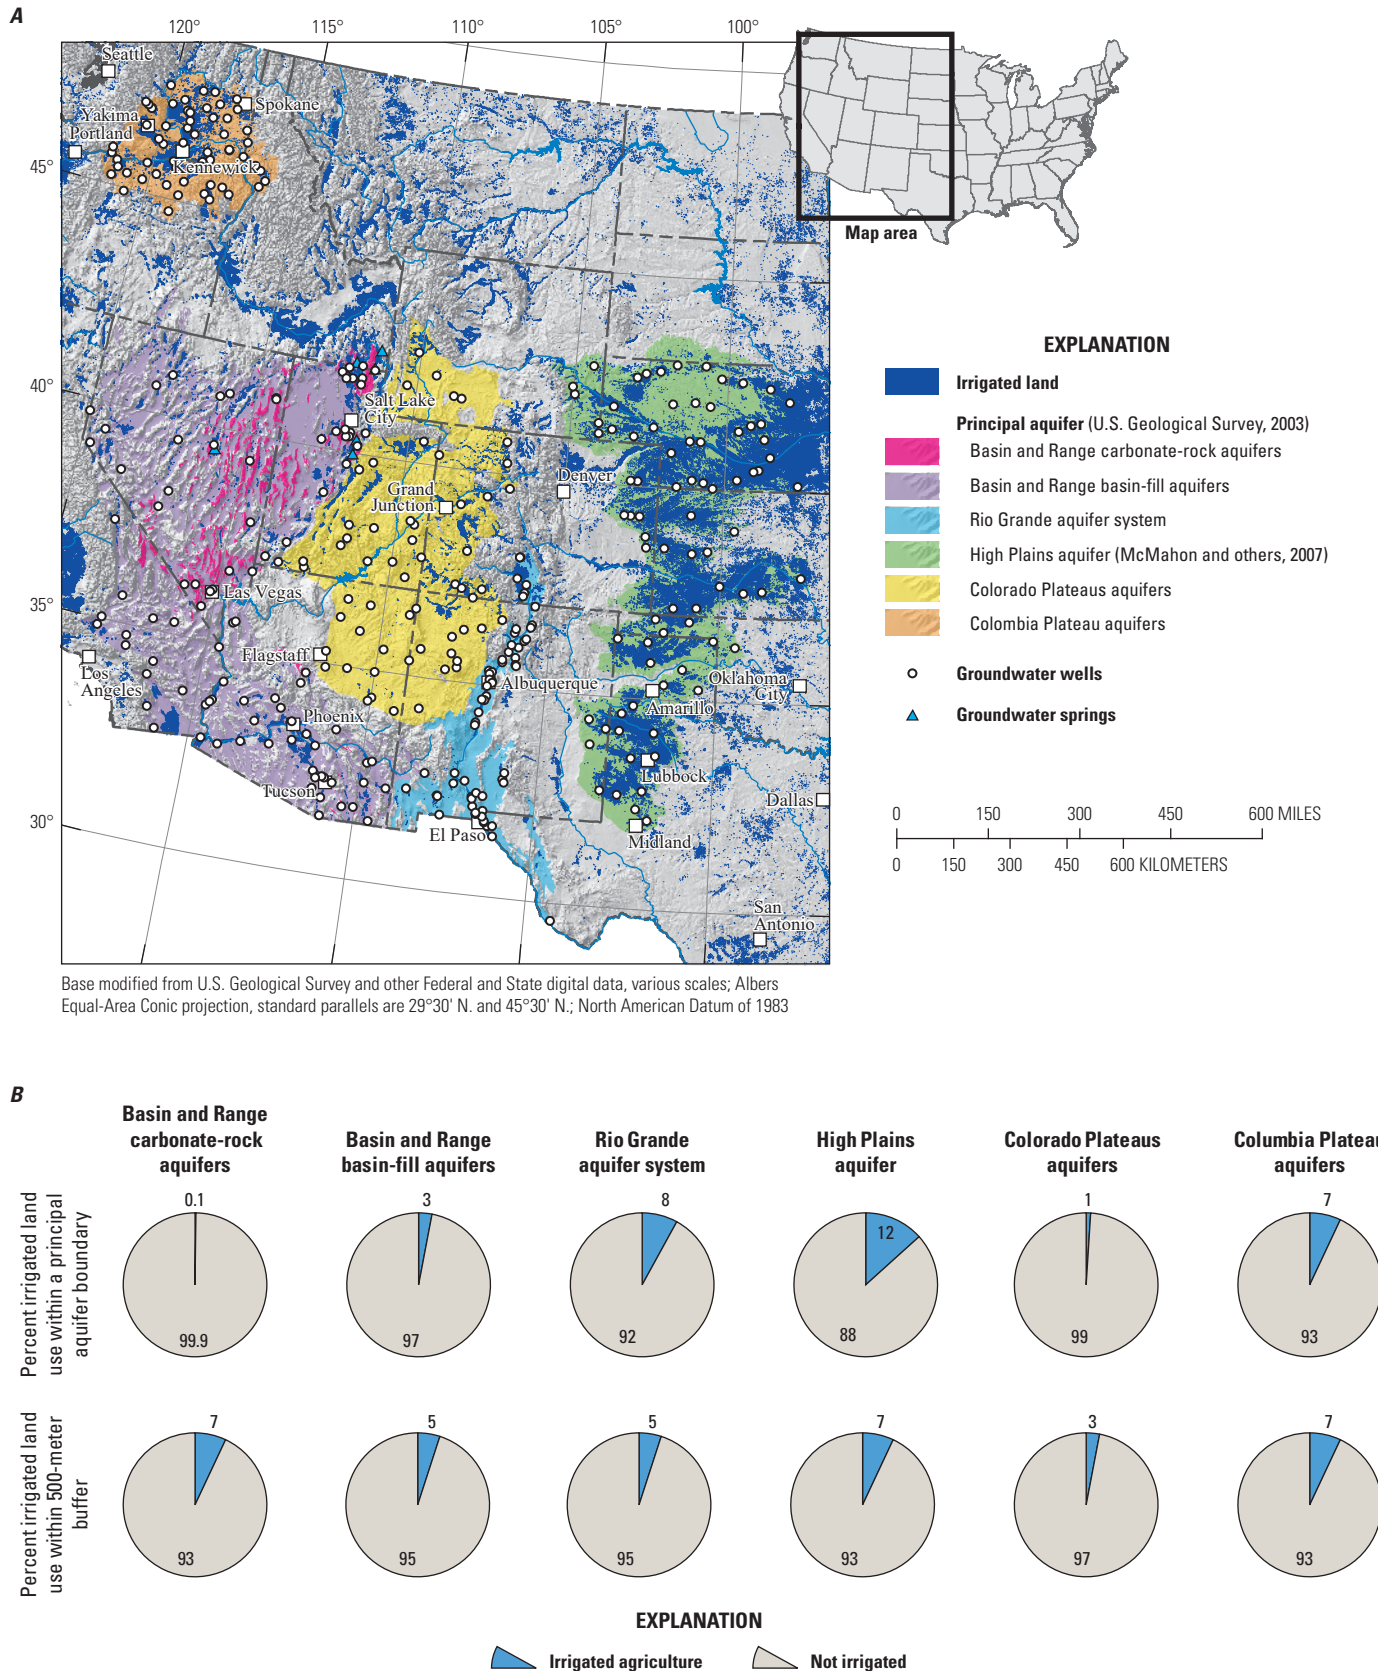 A
120°
115°
110°
105°
100°
45°
40°
35°
30°
Seattle
Spokane
Yakima
Portland
Kennewick
Salt Lake
City
Grand
Junction
Denver
Las Vegas
Flagstaff
Los
Angeles
Albuquerque
Oklahoma
City
Amarillo
Phoenix
Lubbock
Tucson
Dallas
El Paso
Midland
San
Antonio
Map area
EXPLANATION
Irrigated land
Principal aquifer (U.S. Geological Survey, 2003)
Basin and Range carbonate-rock aquifers
Basin and Range basin-fill aquifers
Rio Grande aquifer system
High Plains aquifer (McMahon and others, 2007)
Colorado Plateaus aquifers
Colombia Plateau aquifers
Groundwater wells
Groundwater springs
0 150 300 450 600 MILES
0 150 300 450 600 KILOMETERS
Base modified from U.S. Geological Survey and other Federal and State digital data, various scales; Albers
Equal-Area Conic projection, standard parallels are 29°30' N. and 45°30' N.; North American Datum of 1983
B
Basin and Range
carbonate-rock
aquifers
Basin and Range
basin-fill aquifers
Rio Grande
aquifer system
High Plains
aquifer
Colorado Plateaus
aquifers
Columbia Plateau
aquifers
Percent irrigated land
use within a principal
aquifer boundary
0.1
99.9
3
97
8
92
12
88
1
99
7
93
Percent irrigated land
use within 500-meter
buffer
7
93
5
95
5
95
7
93
3
97
7
93
EXPLANATION
Irrigated agriculture
Not irrigated